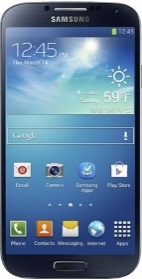 SAMSUNG
12:45 PM
12:45
Thu, March 14
59°F
Google
Email
Camera
Samsung Apps
Play Store
Phone
Contacts
Messaging
Internet
Apps